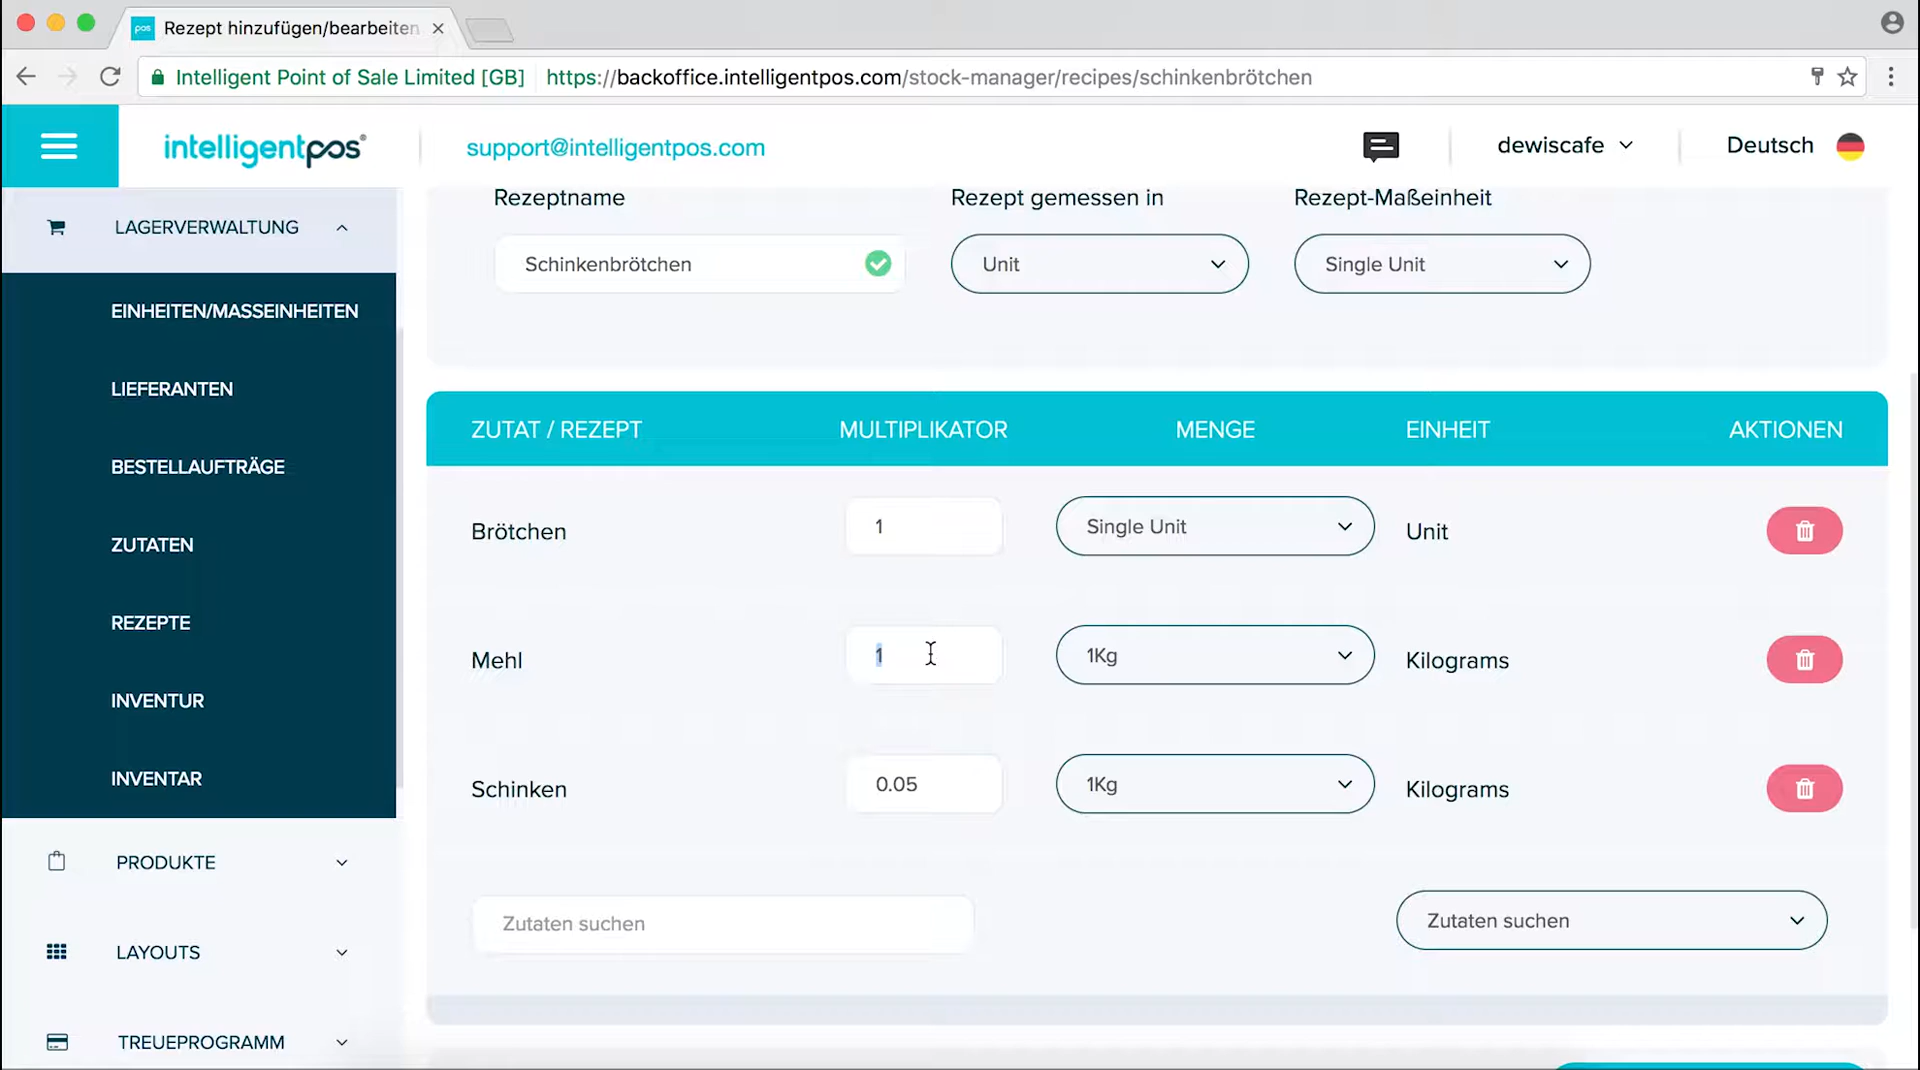 pos Rezept hinzufügen/bearbeiten
Intelligent Point of Sale Limited [GB] https://backoffice.intelligentpos.com/stock-manager/recipes/schinkenbrötchen
intelligentpos® support@intelligentpos.com dewiscafe Deutsch
LAGERVERWALTUNG
EINHEITEN/MASSEINHEITEN
LIEFERANTEN
BESTELLAUFTRÄGE
ZUTATEN
REZEPTE
INVENTUR
INVENTAR
PRODUKTE
LAYOUTS
TREUEPROGRAMM
Rezeptname Rezept gemessen in Rezept-Maßeinheit
Schinkenbrötchen Unit Single Unit
ZUTAT / REZEPT MULTIPLIKATOR MENGE EINHEIT AKTIONEN
Brötchen 1 Single Unit Unit
Mehl 1 1Kg Kilograms
Schinken 0.05 1Kg Kilograms
Zutaten suchen Zutaten suchen